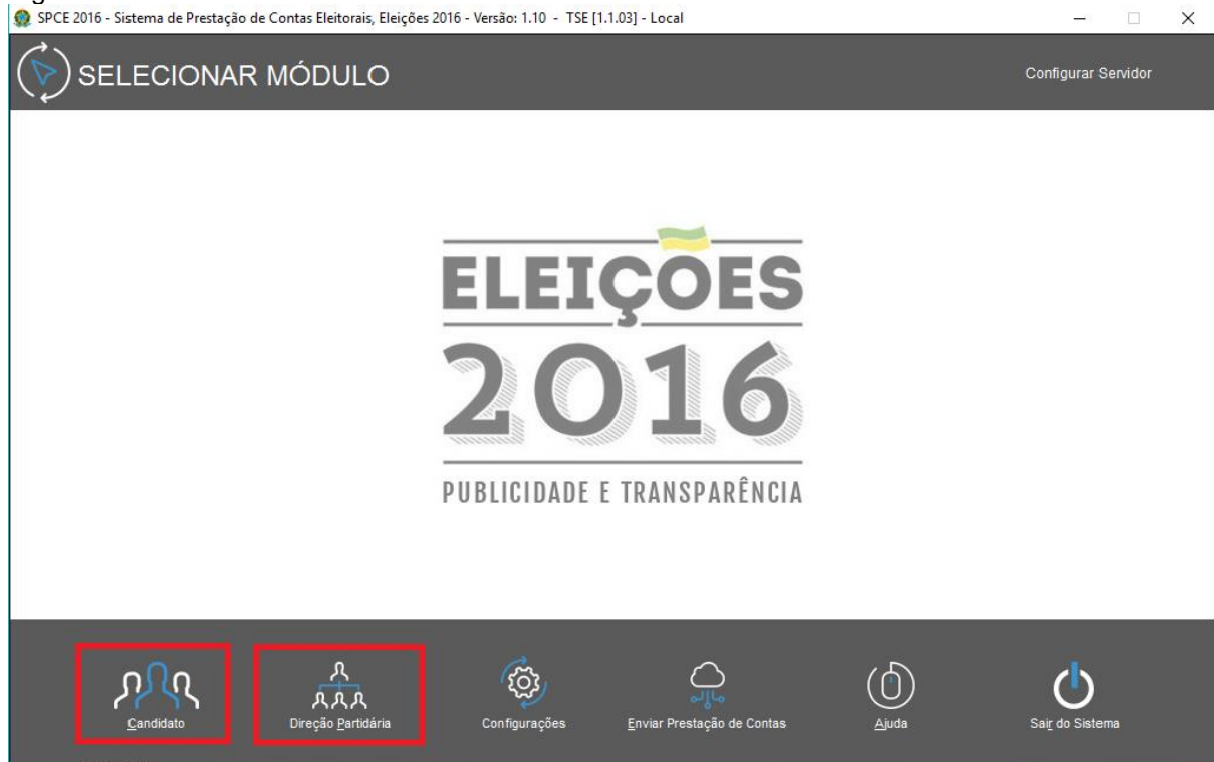 SPCE 2016 - Sistema de Prestação de Contas Eleitorais, Eleições 2016 - Versão: 1.10 - TSE [1.1.03] - Local
SELECIONAR MÓDULO
Configurar Servidor
ELEIÇÕES
2016
PUBLICIDADE E TRANSPARÊNCIA
Candidato
Direção Partidária
Configurações
Enviar Prestação de Contas
Ajuda
Sair do Sistema